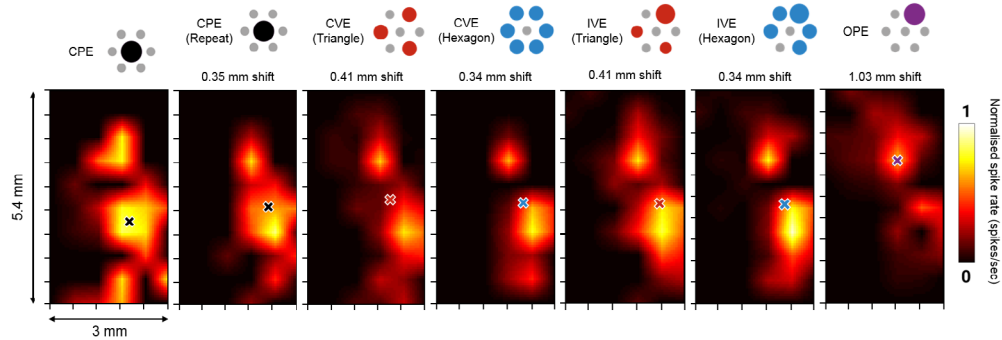 CPE
CPE
(Repeat)
CVE
(Triangle)
CVE
(Hexagon)
IVE
(Triangle)
IVE
(Hexagon)
OPE
0.35 mm shift
0.41 mm shift
0.34 mm shift
0.41 mm shift
0.34 mm shift
1.03 mm shift
5.4 mm
3 mm
1
0
Normalised spike rate (spikes/sec)